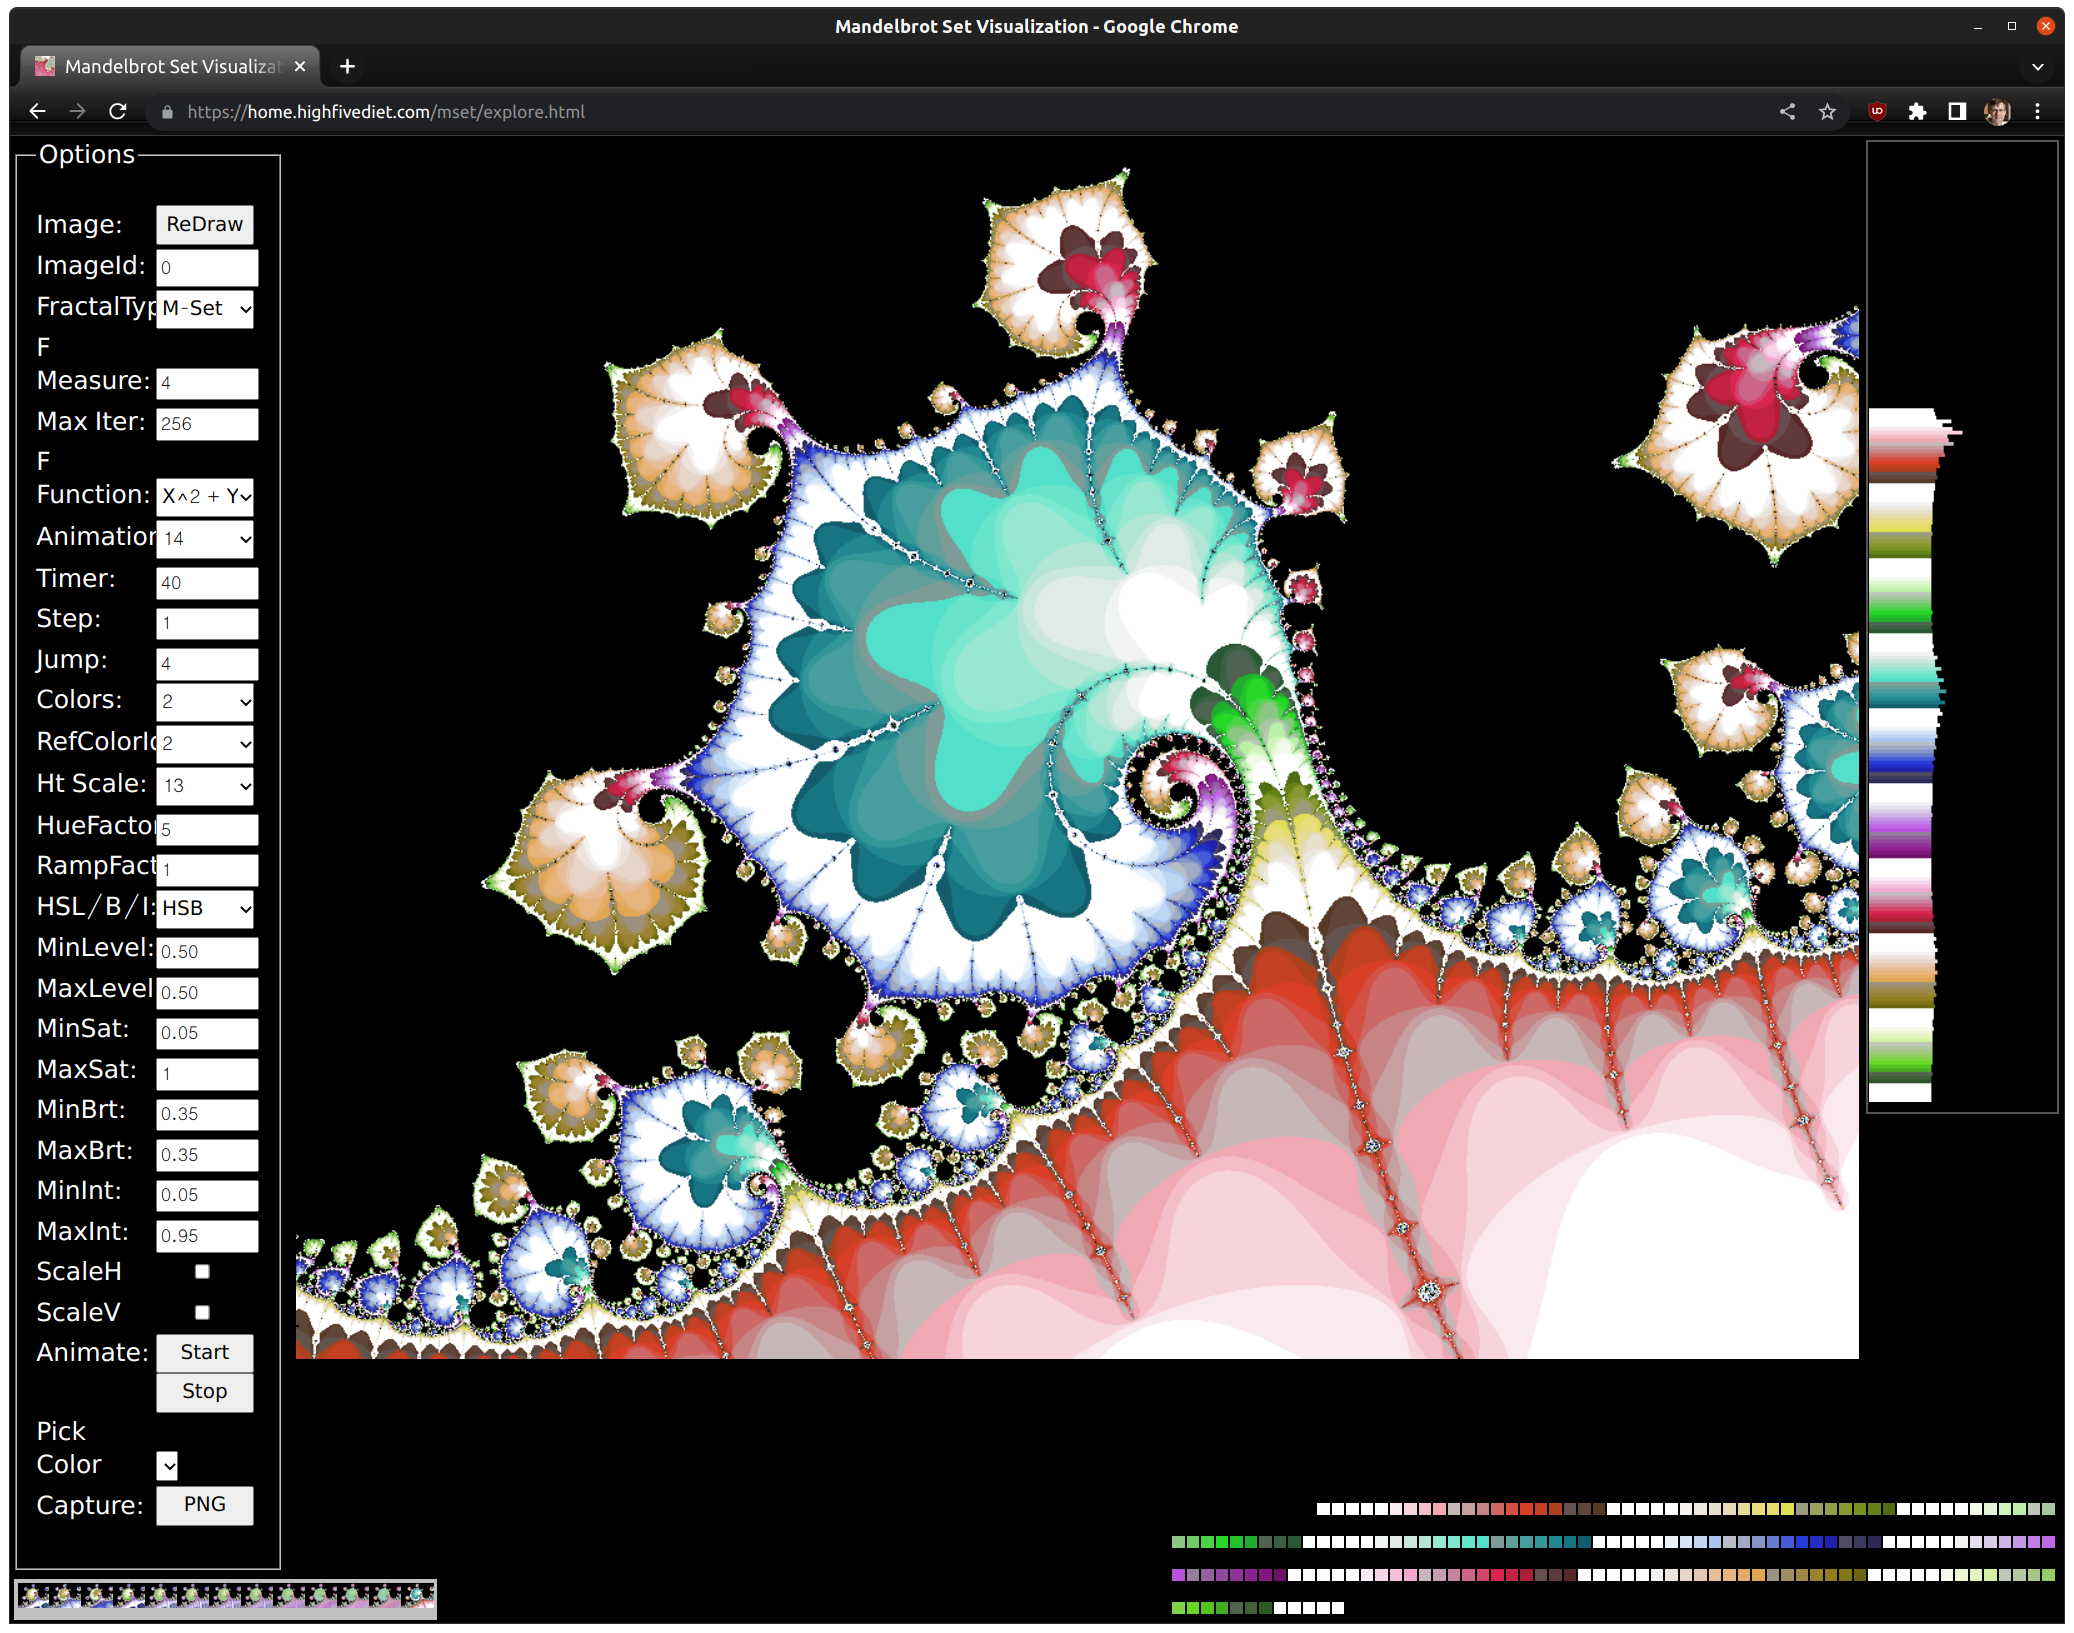 Mandelbrot Set Visualization - Google Chrome
Mandelbrot Set Visualizat
https://home.highfivediet.com/mset/explore.html
Options
Image: ReDraw
ImageId: 0
FractalTyp M-Set
F
Measure: 4
Max Iter: 256
F
Function: X^2 + Y
Animation 14
Timer: 40
Step: 1
Jump: 4
Colors: 2
RefColorId 2
Ht Scale: 13
HueFactor 5
RampFact 1
HSL/B/I: HSB
MinLevel: 0.50
MaxLevel 0.50
MinSat: 0.05
MaxSat: 1
MinBrt: 0.35
MaxBrt: 0.35
MinInt: 0.05
MaxInt: 0.95
ScaleH
ScaleV
Animate: Start
Stop
Pick
Color
Capture: PNG